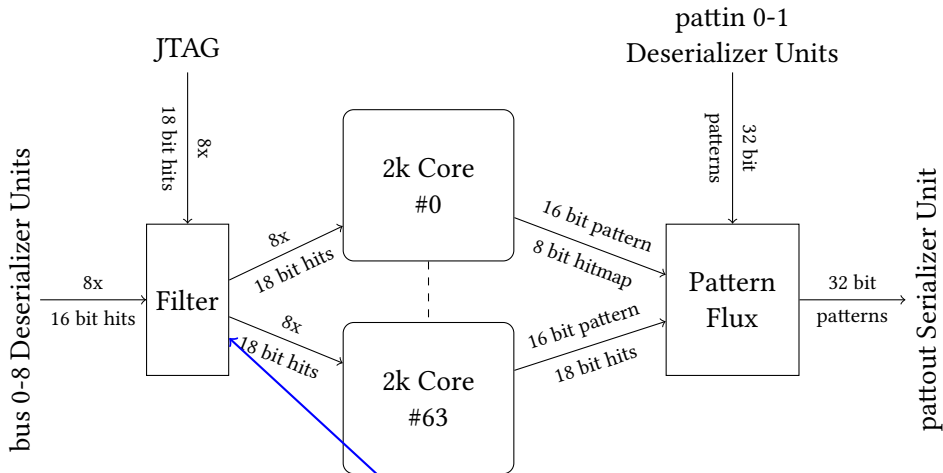 pattin 0-1
Deserializer Units
JTAG
8x
18 bit hits
32 bit
patterns
bus 0-8 Deserializer Units
8x
16 bit hits
Filter
8x
18 bit hits
8x
18 bit hits
2k Core
#0
2k Core
#63
16 bit pattern
8 bit hitmap
16 bit pattern
18 bit hits
Pattern
Flux
32 bit
patterns
pattout Serializer Unit